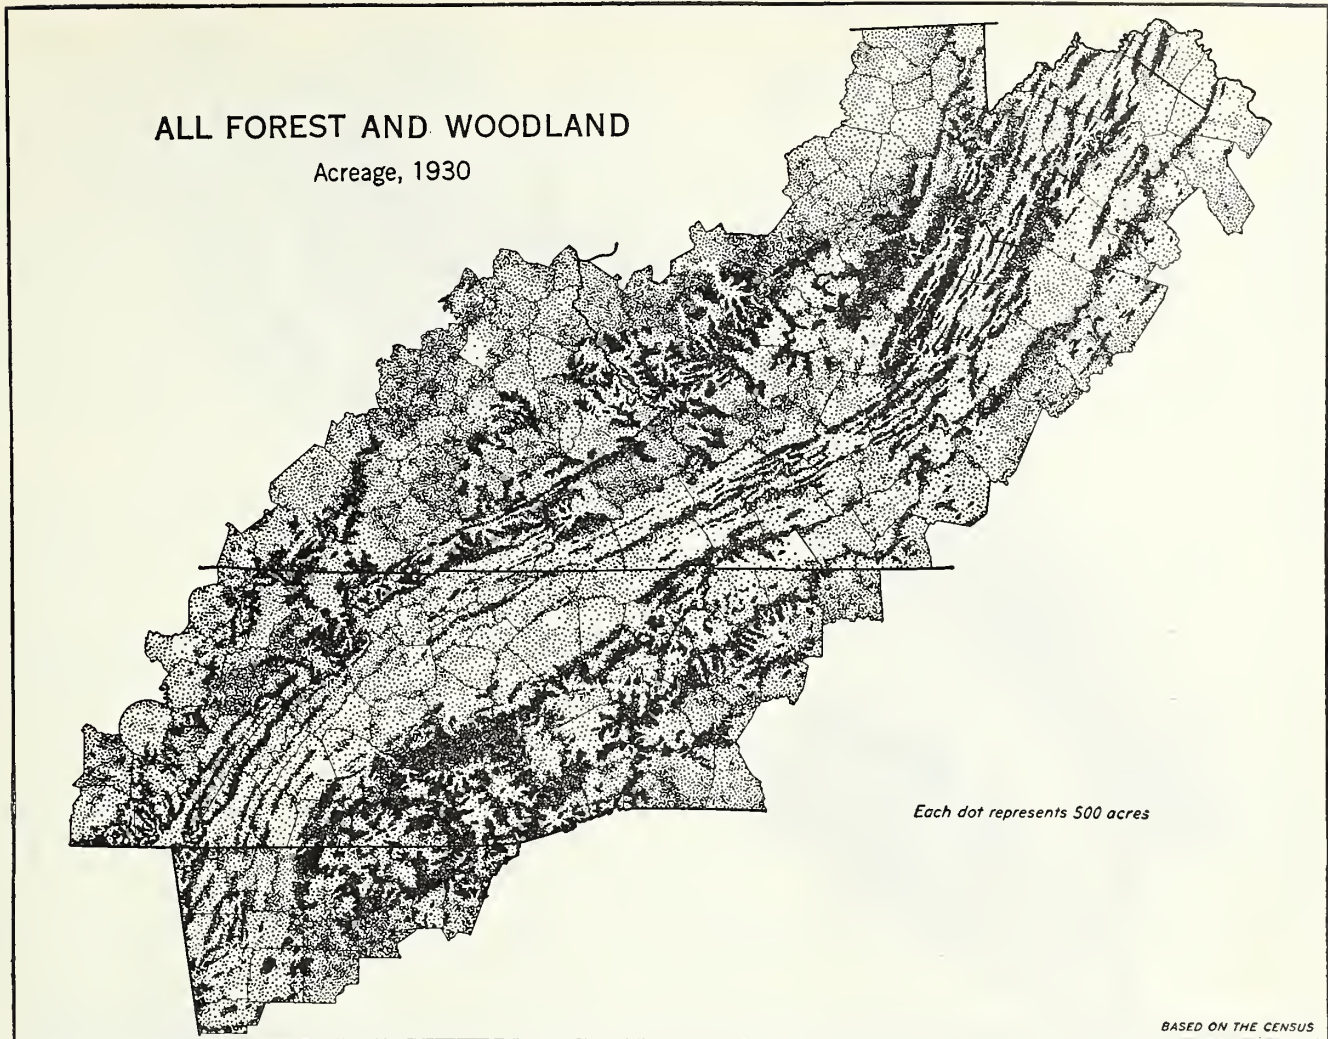 ALL FOREST AND WOODLAND
Acreage, 1930
Each dot represents 500 acres
BASED ON THE CENSUS